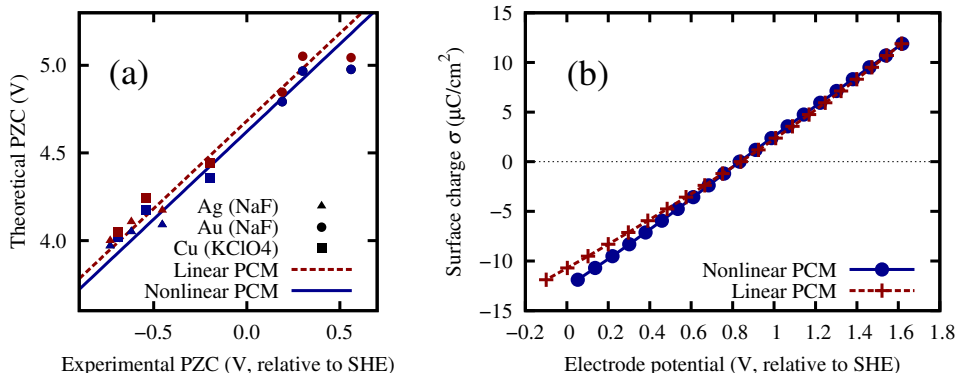 (a)
Theoretical PZC (V)
5.0
4.5
4.0
Ag (NaF)
Au (NaF)
Cu (KClO4)
Linear PCM
Nonlinear PCM
−0.5
0.0
0.5
Experimental PZC (V, relative to SHE)
(b)
Surface charge σ (μC/cm²)
15
10
5
0
−5
−10
−15
Nonlinear PCM
Linear PCM
−0.2
0
0.2
0.4
0.6
0.8
1
1.2
1.4
1.6
1.8
Electrode potential (V, relative to SHE)